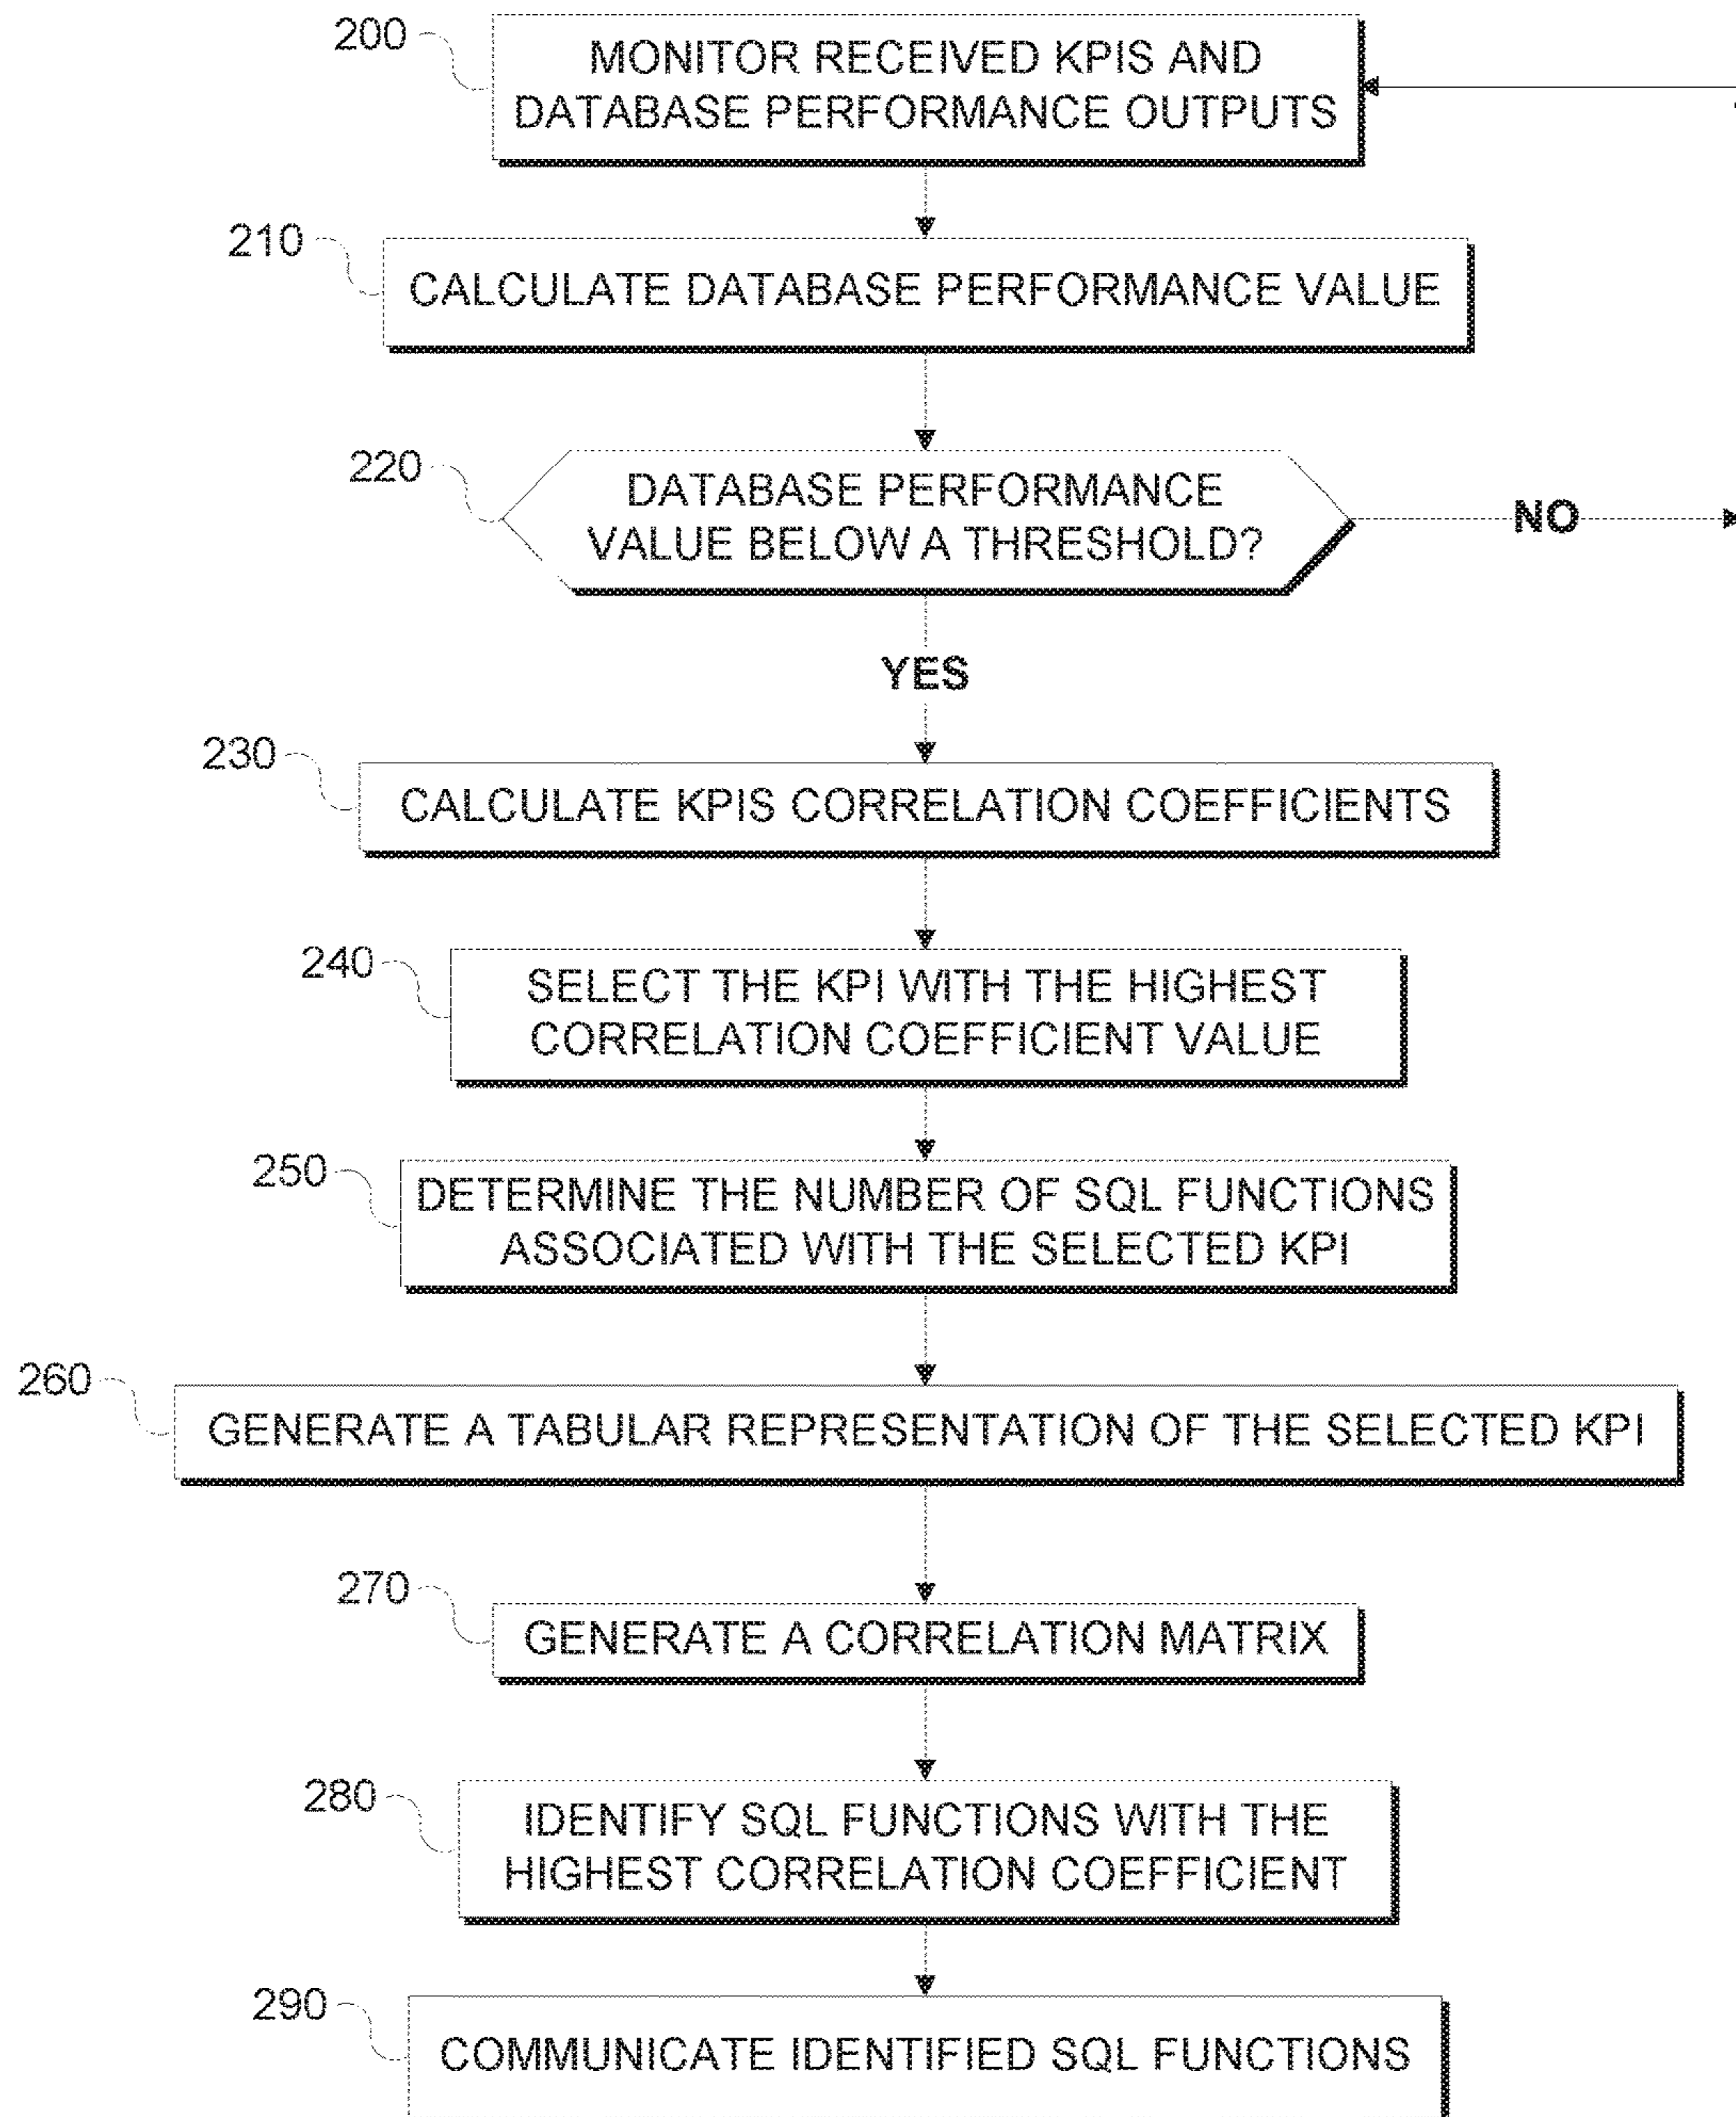 200
MONITOR RECEIVED KPIS AND
DATABASE PERFORMANCE OUTPUTS
210
CALCULATE DATABASE PERFORMANCE VALUE
220
DATABASE PERFORMANCE
VALUE BELOW A THRESHOLD?
NO
YES
230
CALCULATE KPIS CORRELATION COEFFICIENTS
240
SELECT THE KPI WITH THE HIGHEST
CORRELATION COEFFICIENT VALUE
250
DETERMINE THE NUMBER OF SQL FUNCTIONS
ASSOCIATED WITH THE SELECTED KPI
260
GENERATE A TABULAR REPRESENTATION OF THE SELECTED KPI
270
GENERATE A CORRELATION MATRIX
280
IDENTIFY SQL FUNCTIONS WITH THE
HIGHEST CORRELATION COEFFICIENT
290
COMMUNICATE IDENTIFIED SQL FUNCTIONS